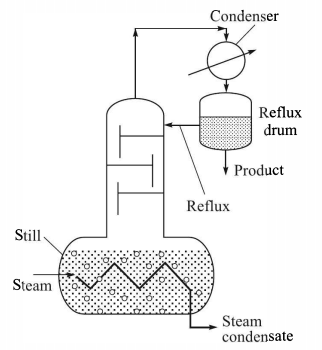 Condenser
Reflux
drum
Product
Reflux
Still
Steam
Steam
condensate